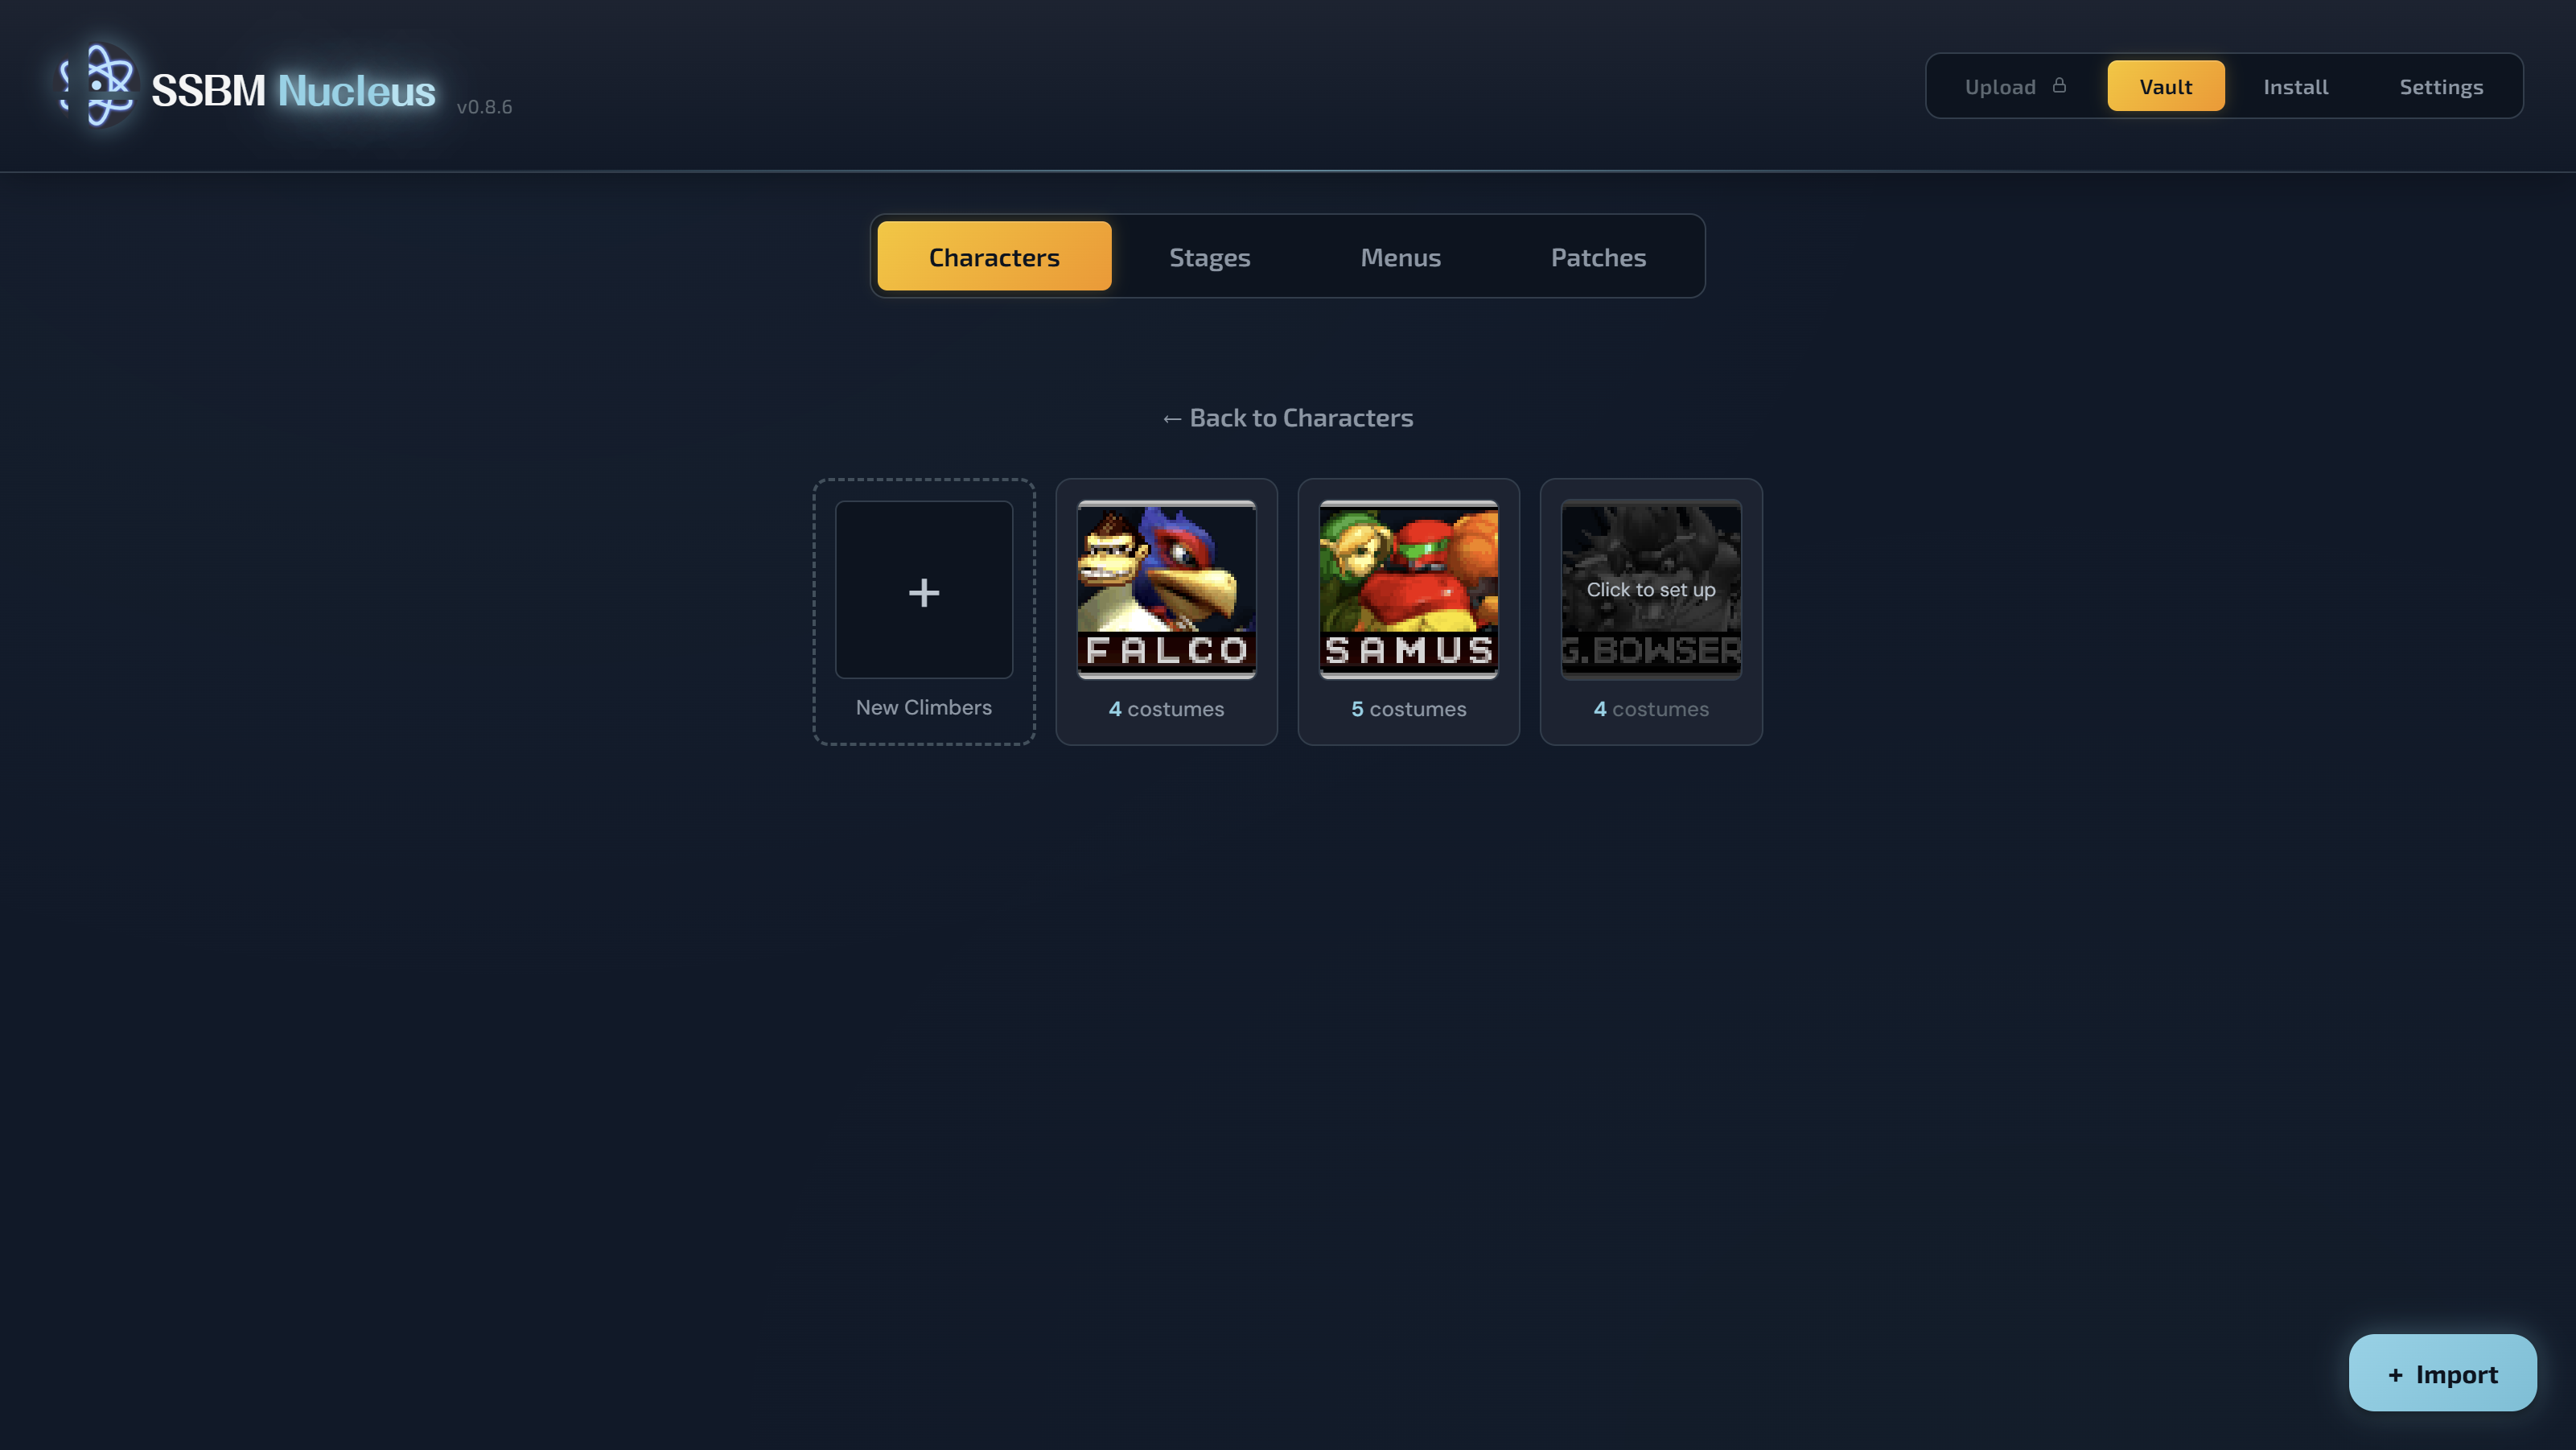 SSBM Nucleus v0.8.6
Upload Vault Install Settings
Characters Stages Menus Patches
← Back to Characters
+
New Climbers
FALCO
4 costumes
SAMUS
5 costumes
Click to set up
G.BOWSER
4 costumes
+ Import